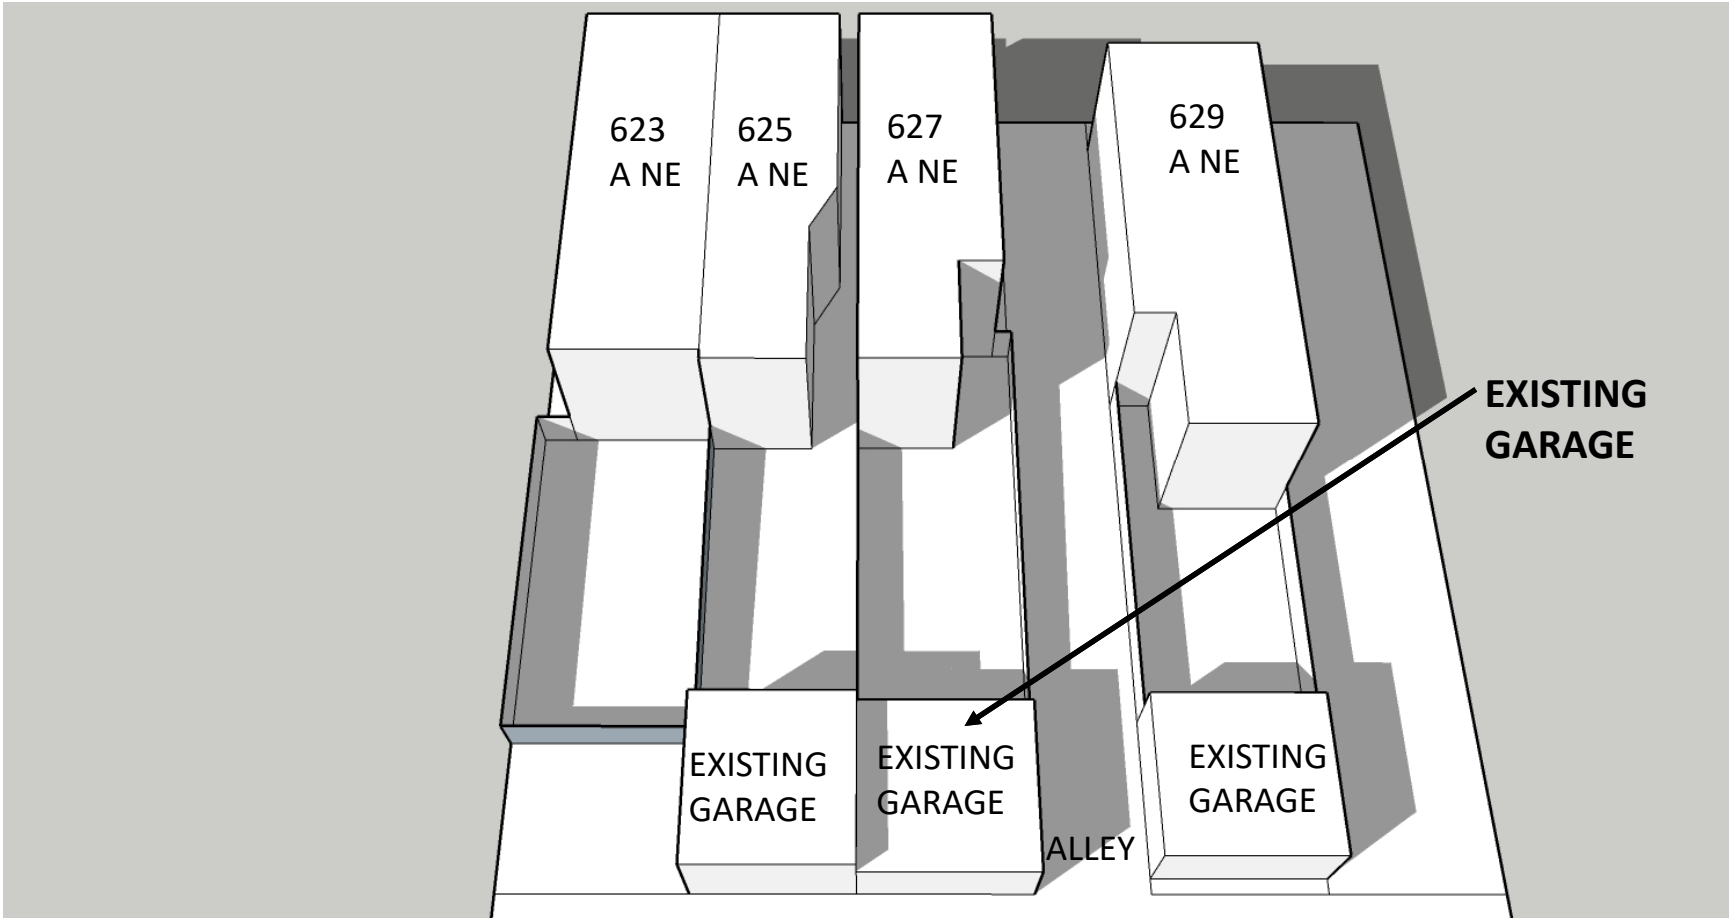 623
A NE
625
A NE
627
A NE
629
A NE
EXISTING
GARAGE
EXISTING
GARAGE
EXISTING
GARAGE
EXISTING
GARAGE
ALLEY